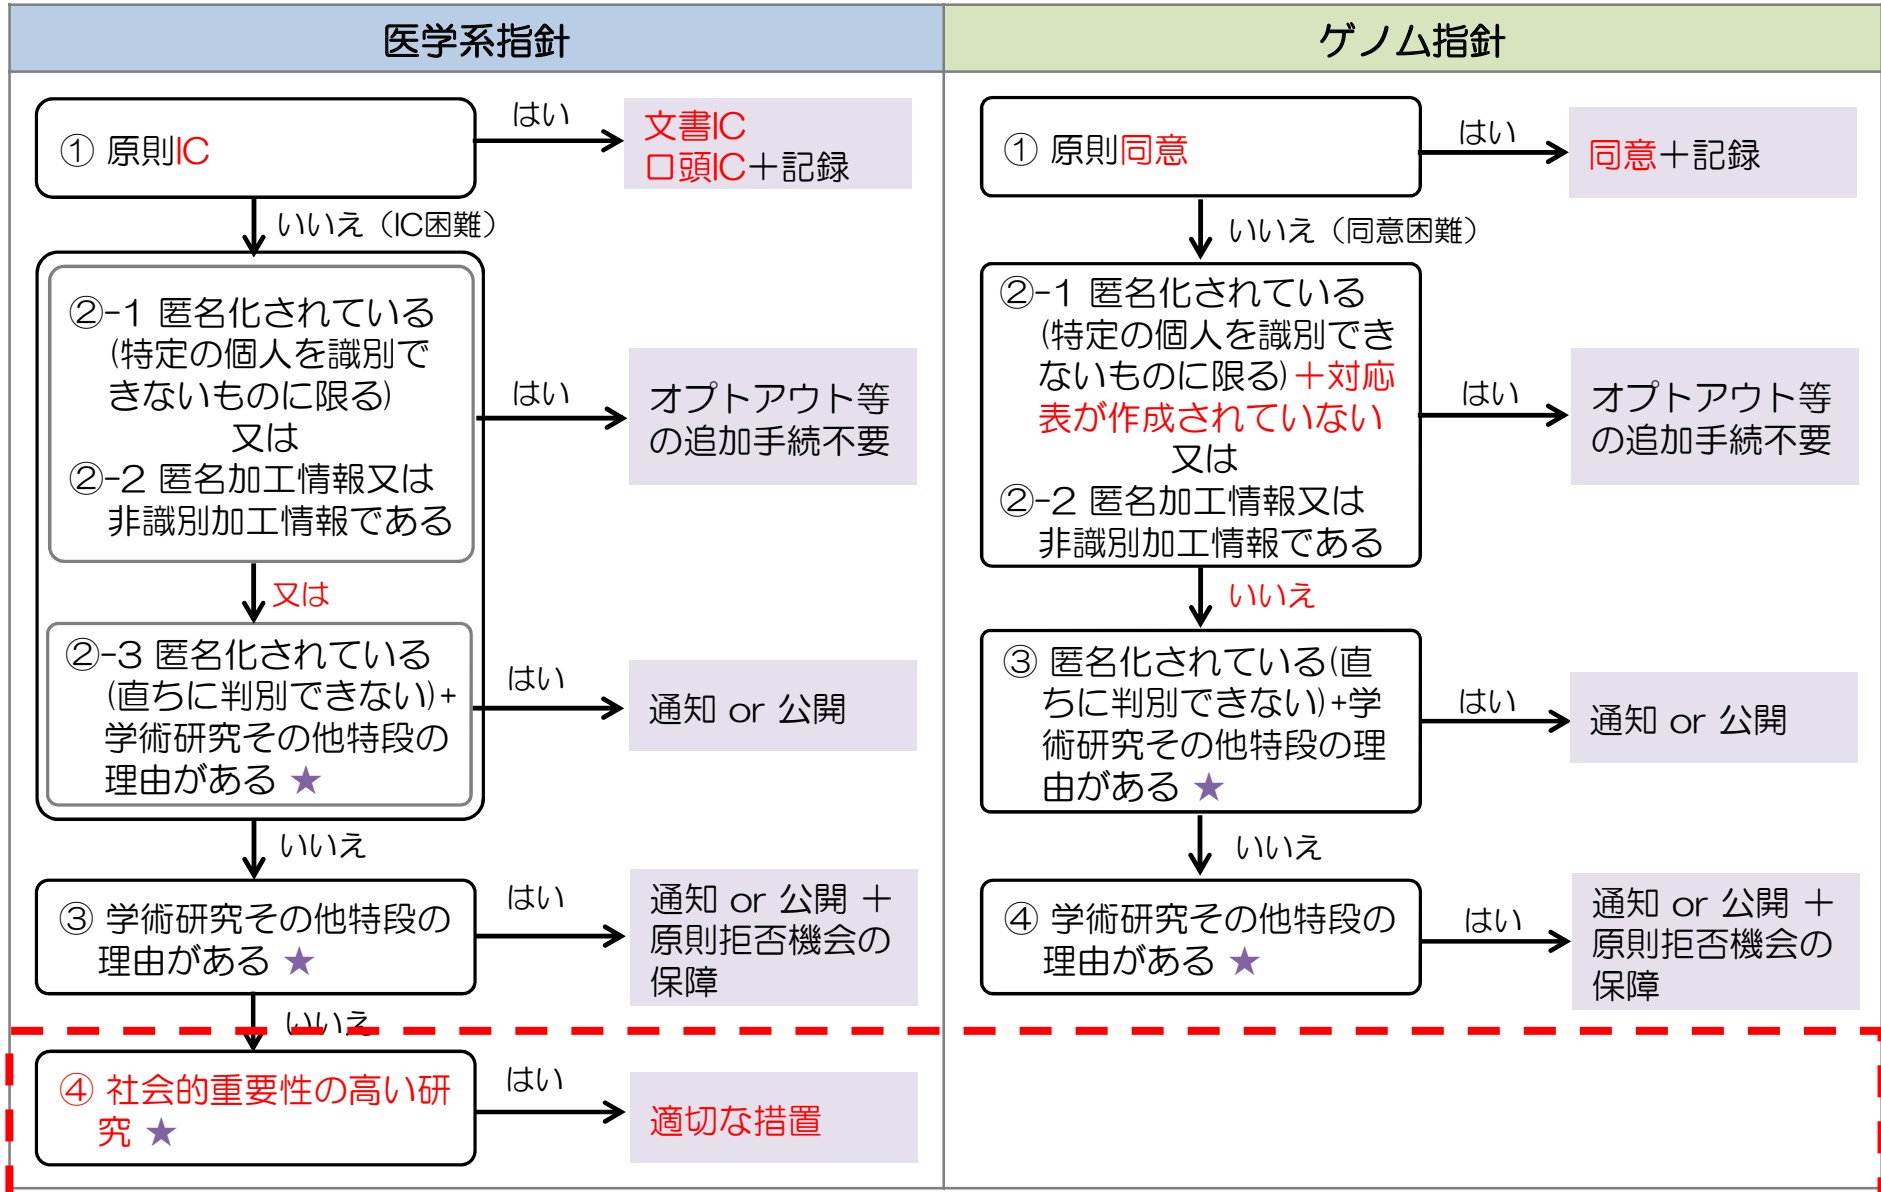 医学系指針
① 原則IC
はい
文書IC
口頭IC＋記録
いいえ（IC困難）
②-1 匿名化されている
(特定の個人を識別で
きないものに限る)
又は
②-2 匿名加工情報又は
非識別加工情報である
はい
オプトアウト等
の追加手続不要
又は
②-3 匿名化されている
(直ちに判別できない)+
学術研究その他特段の
理由がある ★
はい
通知 or 公開
いいえ
③ 学術研究その他特段の
理由がある ★
はい
通知 or 公開 ＋
原則拒否機会の
保障
いいえ
④ 社会的重要性の高い研
究 ★
はい
適切な措置
ゲノム指針
① 原則同意
はい
同意＋記録
いいえ（同意困難）
②-1 匿名化されている
(特定の個人を識別でき
ないものに限る)＋対応
表が作成されていない
又は
②-2 匿名加工情報又は
非識別加工情報である
はい
オプトアウト等
の追加手続不要
いいえ
③ 匿名化されている(直
ちに判別できない)+学
術研究その他特段の理
由がある ★
はい
通知 or 公開
いいえ
④ 学術研究その他特段の
理由がある ★
はい
通知 or 公開 ＋
原則拒否機会の
保障